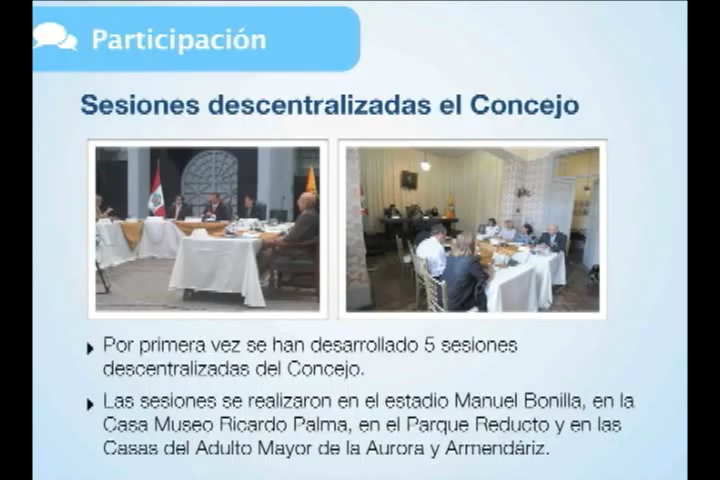 Participación
Sesiones descentralizadas el Concejo
Por primera vez se han desarrollado 5 sesiones
descentralizadas del Concejo.
Las sesiones se realizaron en el estadio Manuel Bonilla, en la
Casa Museo Ricardo Palma, en el Parque Reducto y en las
Casas del Adulto Mayor de la Aurora y Armendáriz.